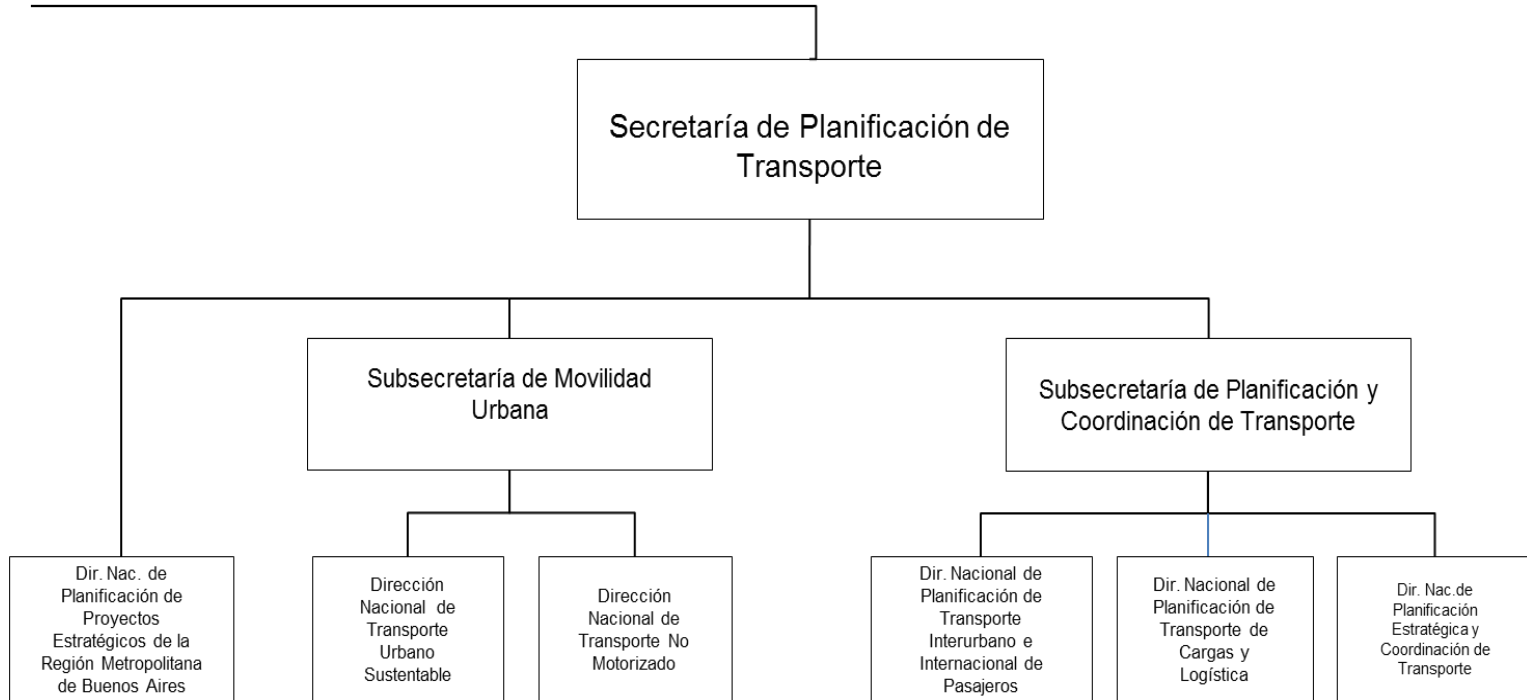 Secretaría de Planificación de
Transporte
Subsecretaría de Movilidad
Urbana
Subsecretaría de Planificación y
Coordinación de Transporte
Dir. Nac. de
Planificación de
Proyectos
Estratégicos de la
Región Metropolitana
de Buenos Aires
Dirección
Nacional de
Transporte
Urbano
Sustentable
Dirección
Nacional de
Transporte No
Motorizado
Dir. Nacional de
Planificación de
Transporte
Interurbano e
Internacional de
Pasajeros
Dir. Nacional de
Planificación de
Transporte de
Cargas y
Logística
Dir. Nac.de
Planificación
Estratégica y
Coordinación de
Transporte